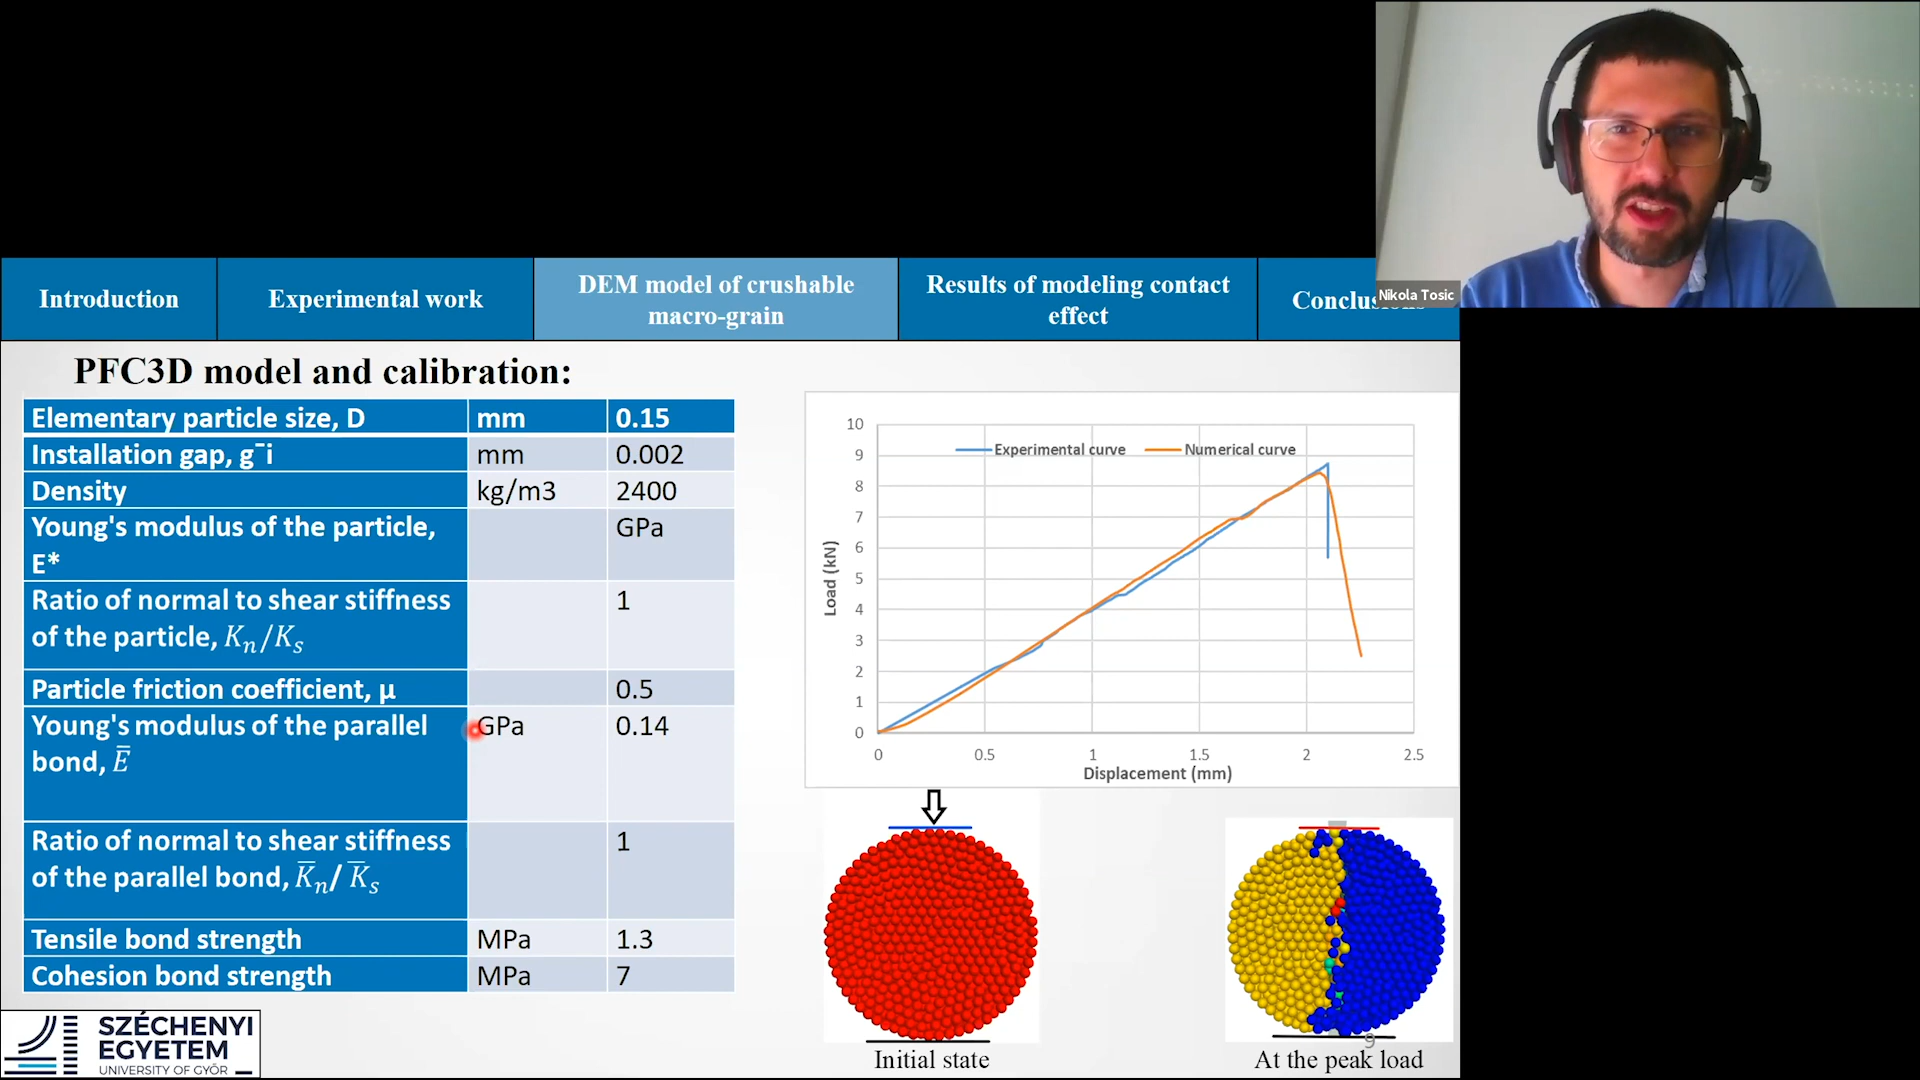 Nikola Tosic
Introduction
Experimental work
DEM model of crushable
macro-grain
Results of modeling contact
effect
Conclusions
PFC3D model and calibration:
Elementary particle size, D mm 0.15
Installation gap, g¯i mm 0.002
Density kg/m3 2400
Young's modulus of the particle, GPa
E*
Ratio of normal to shear stiffness 1
of the particle, Kn/Ks
Particle friction coefficient, μ 0.5
Young's modulus of the parallel GPa 0.14
bond, E̅
Ratio of normal to shear stiffness 1
of the parallel bond, K̅n/ K̅s
Tensile bond strength MPa 1.3
Cohesion bond strength MPa 7
Experimental curve Numerical curve
10
9
8
7
6
5
4
3
2
1
0
Load (kN)
0 0.5 1 1.5 2 2.5
Displacement (mm)
Initial state
At the peak load
9
SZÉCHENYI
EGYETEM
UNIVERSITY OF GYŐR